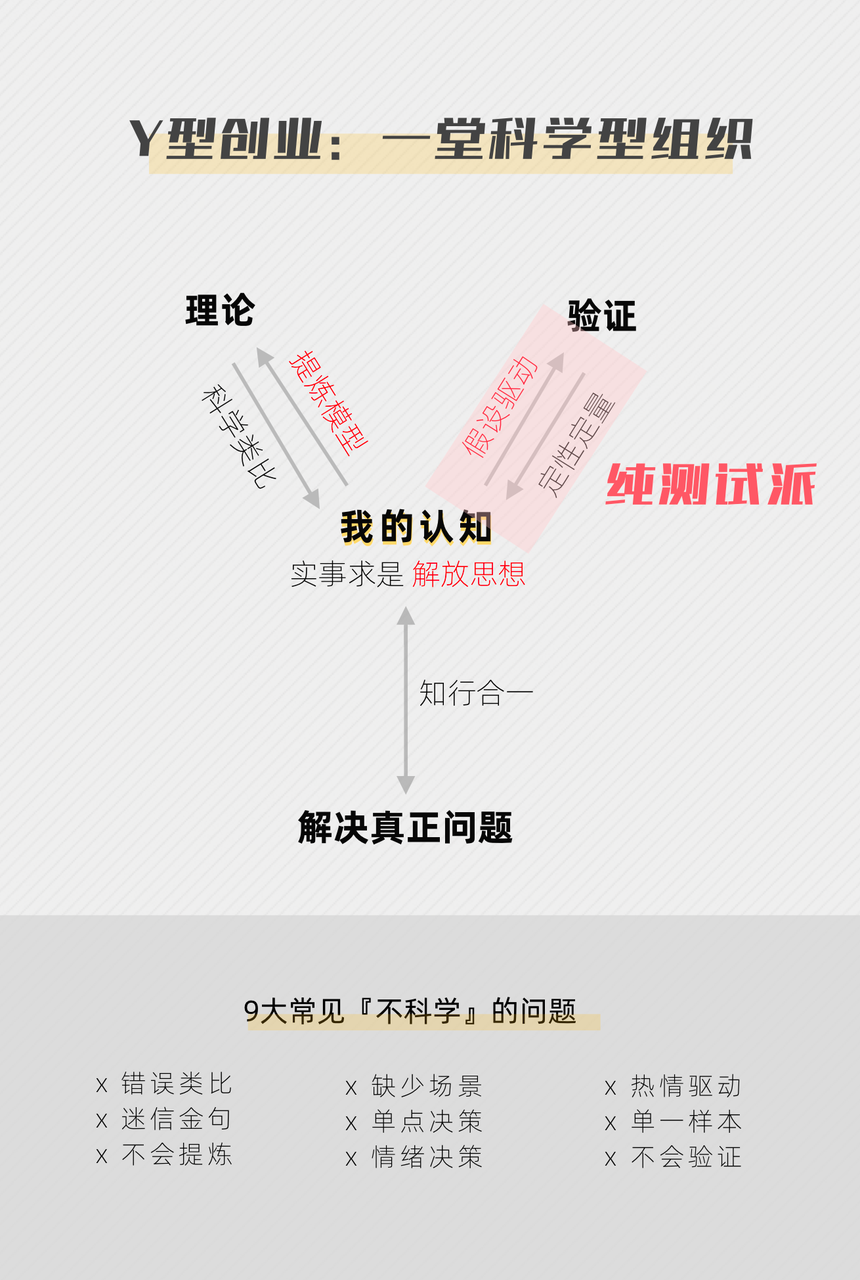 Y型创业：一堂科学型组织
理论
验证
科学类比
提炼模型
假设驱动
定性定量
纯测试派
我的认知
实事求是 解放思想
知行合一
解决真正问题
9大常见『不科学』的问题
x 错误类比
x 迷信金句
x 不会提炼
x 缺少场景
x 单点决策
x 情绪决策
x 热情驱动
x 单一样本
x 不会验证